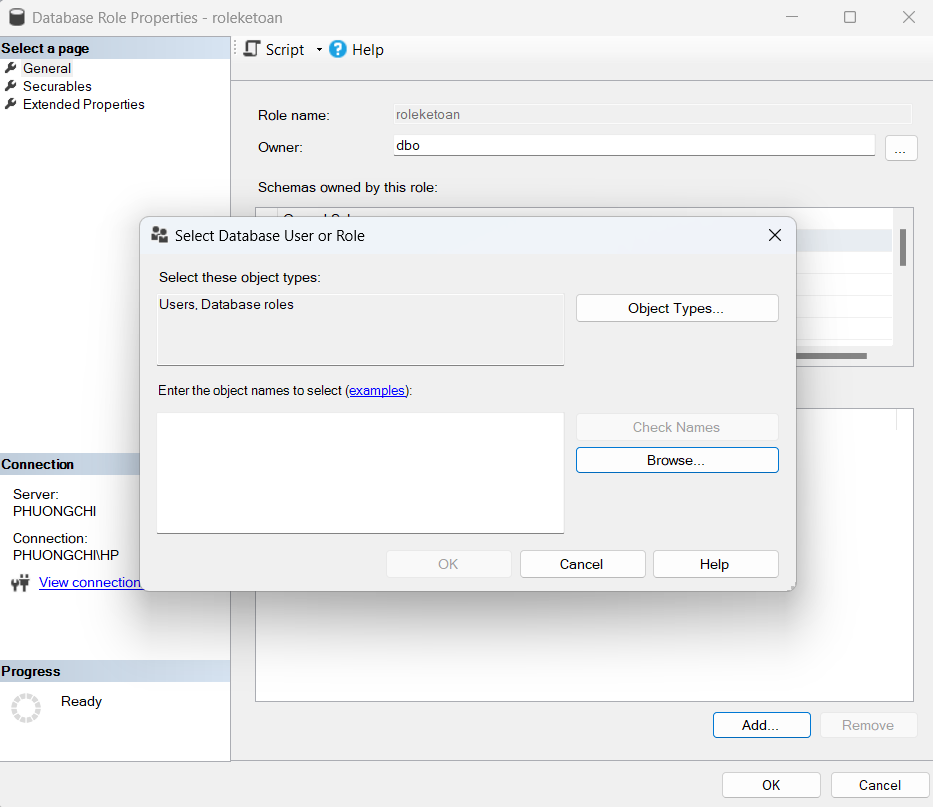 Database Role Properties - roleketoan
Select a page
General
Securables
Extended Properties
Script
Help
Role name:
roleketoan
Owner:
dbo
...
Schemas owned by this role:
Select Database User or Role
Select these object types:
Users, Database roles
Object Types...
Enter the object names to select (examples):
Check Names
Browse...
OK
Cancel
Help
Connection
Server:
PHUONGCHI
Connection:
PHUONGCHI\HP
View connection
Progress
Ready
Add...
Remove
OK
Cancel